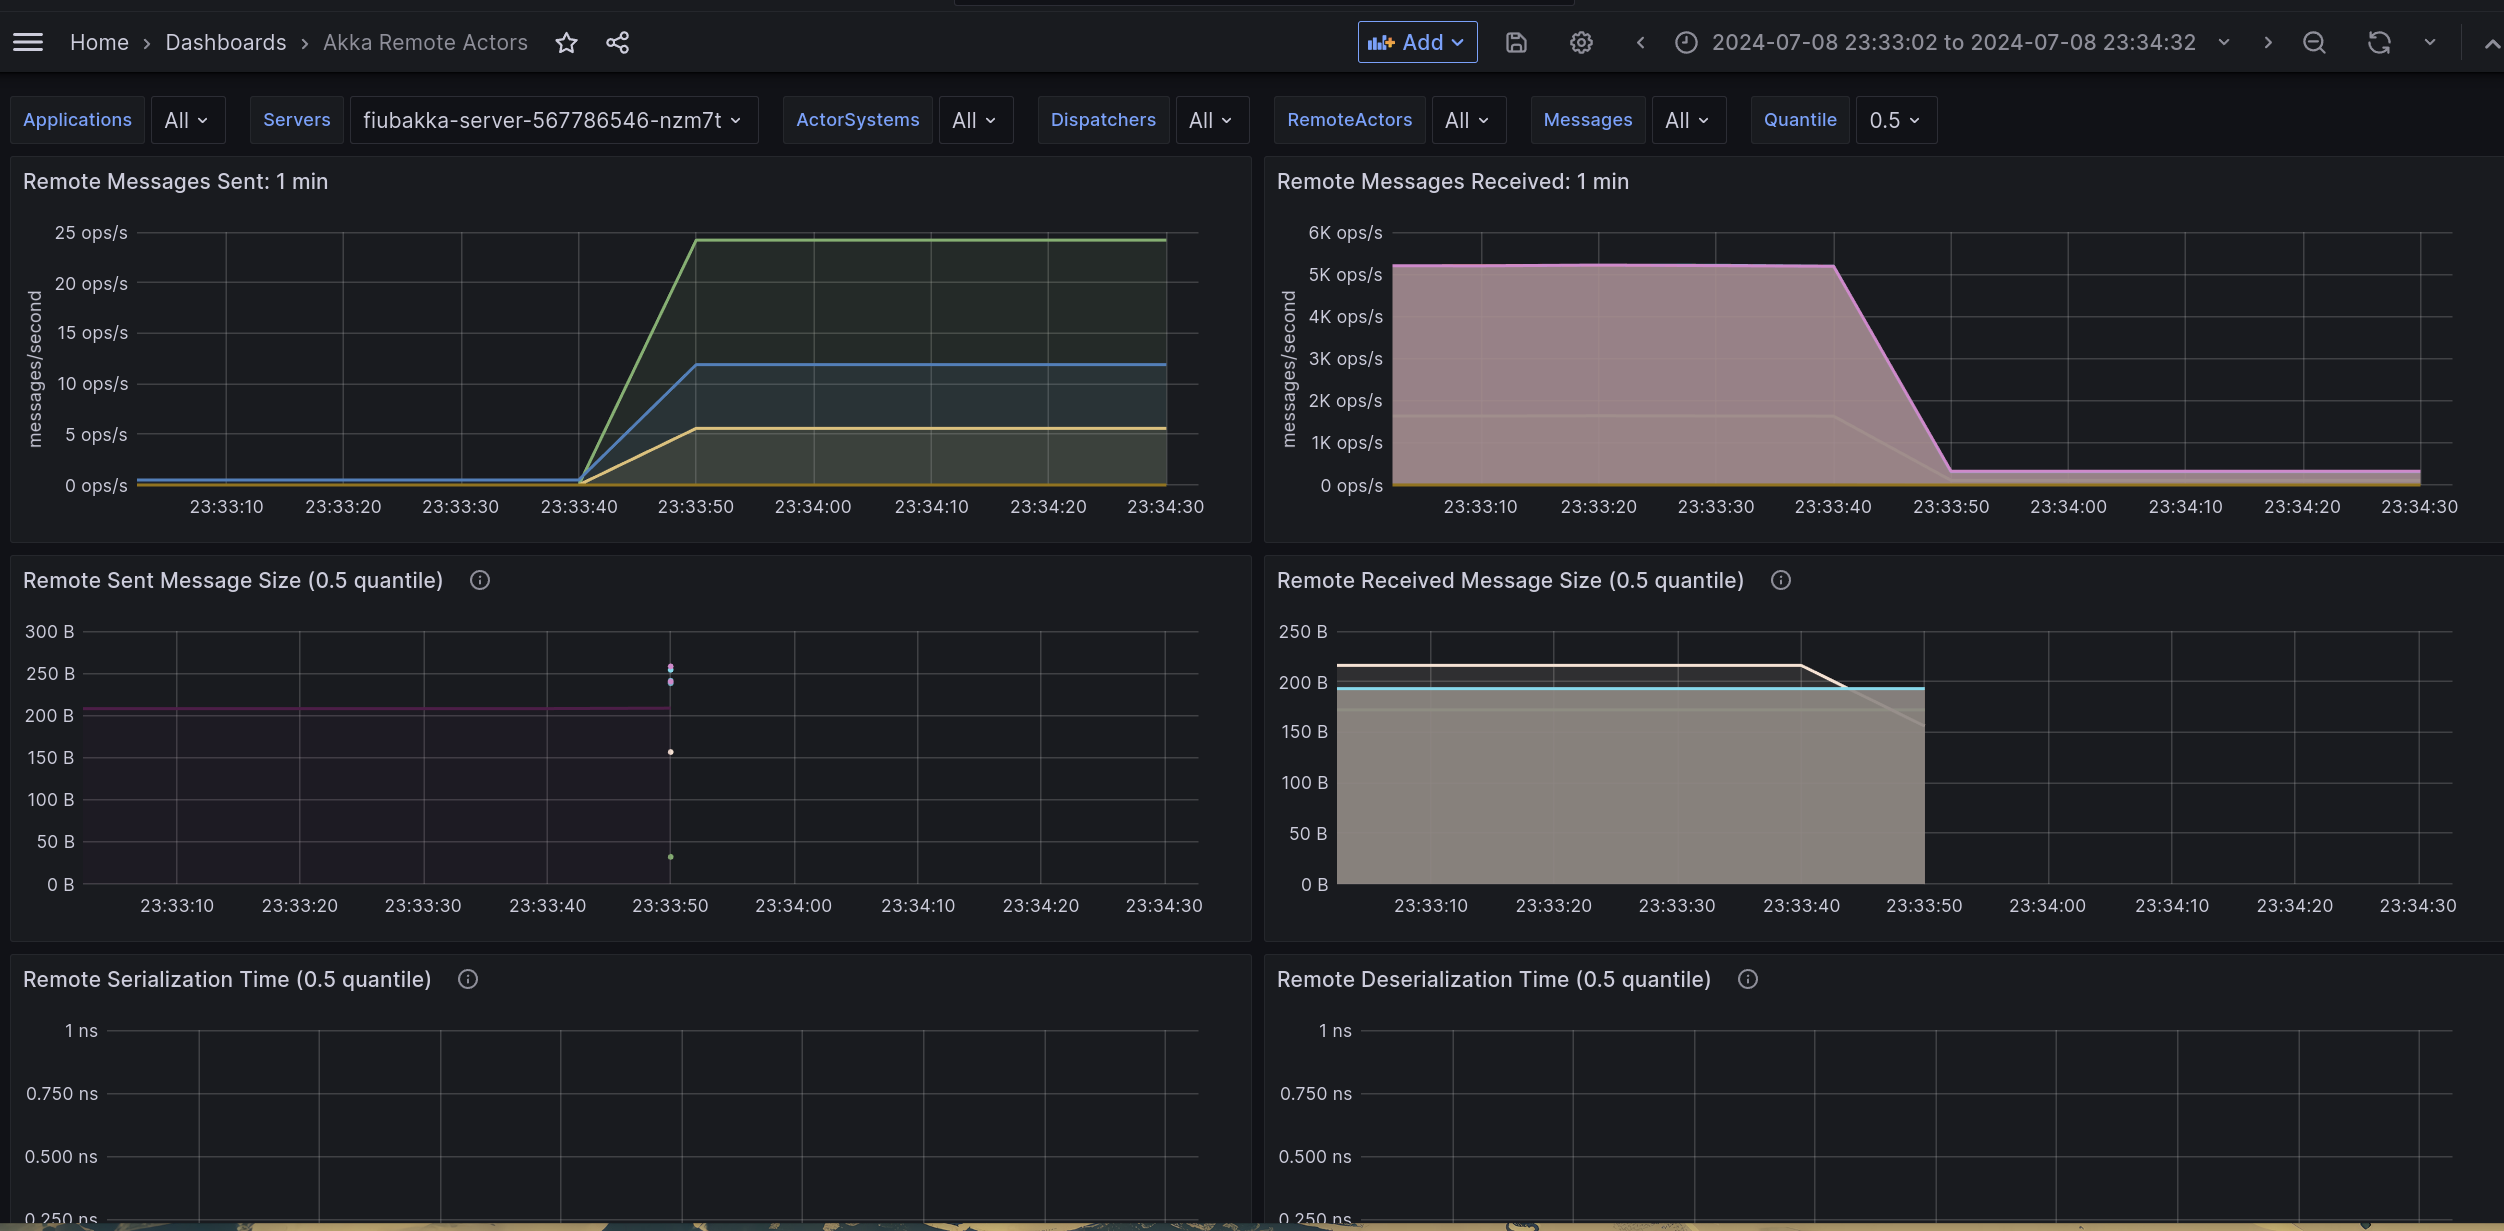 Home › Dashboards › Akka Remote Actors
Add
2024-07-08 23:33:02 to 2024-07-08 23:34:32
Applications All Servers fiubakka-server-567786546-nzm7t ActorSystems All Dispatchers All RemoteActors All Messages All Quantile 0.5
Remote Messages Sent: 1 min
messages/second
25 ops/s
20 ops/s
15 ops/s
10 ops/s
5 ops/s
0 ops/s
23:33:10 23:33:20 23:33:30 23:33:40 23:33:50 23:34:00 23:34:10 23:34:20 23:34:30
Remote Messages Received: 1 min
messages/second
6K ops/s
5K ops/s
4K ops/s
3K ops/s
2K ops/s
1K ops/s
0 ops/s
23:33:10 23:33:20 23:33:30 23:33:40 23:33:50 23:34:00 23:34:10 23:34:20 23:34:30
Remote Sent Message Size (0.5 quantile)
300 B
250 B
200 B
150 B
100 B
50 B
0 B
23:33:10 23:33:20 23:33:30 23:33:40 23:33:50 23:34:00 23:34:10 23:34:20 23:34:30
Remote Received Message Size (0.5 quantile)
250 B
200 B
150 B
100 B
50 B
0 B
23:33:10 23:33:20 23:33:30 23:33:40 23:33:50 23:34:00 23:34:10 23:34:20 23:34:30
Remote Serialization Time (0.5 quantile)
1 ns
0.750 ns
0.500 ns
0.250 ns
Remote Deserialization Time (0.5 quantile)
1 ns
0.750 ns
0.500 ns
0.250 ns